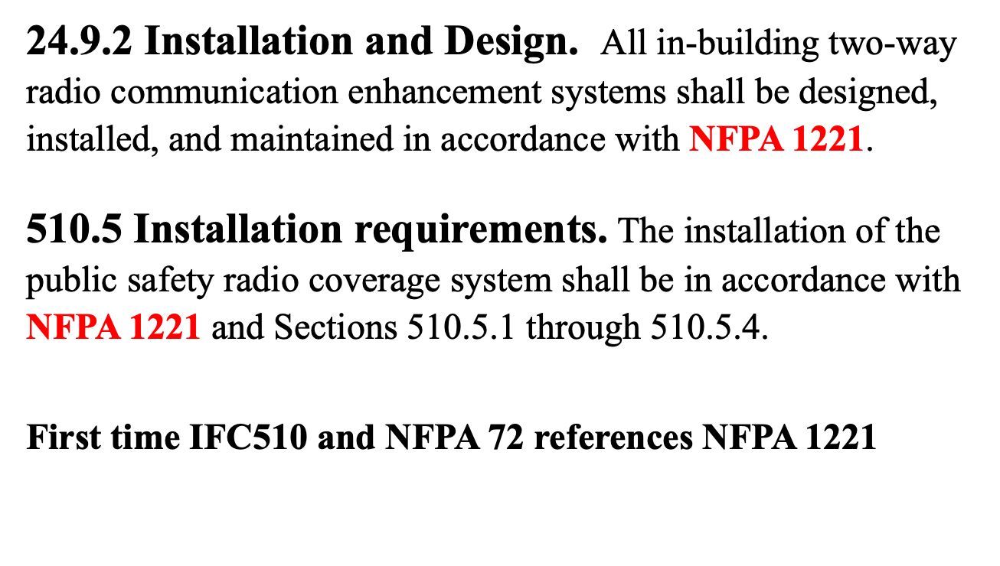 24.9.2 Installation and Design.  All in-building two-way
radio communication enhancement systems shall be designed,
installed, and maintained in accordance with NFPA 1221.
510.5 Installation requirements. The installation of the
public safety radio coverage system shall be in accordance with
NFPA 1221 and Sections 510.5.1 through 510.5.4.
First time IFC510 and NFPA 72 references NFPA 1221